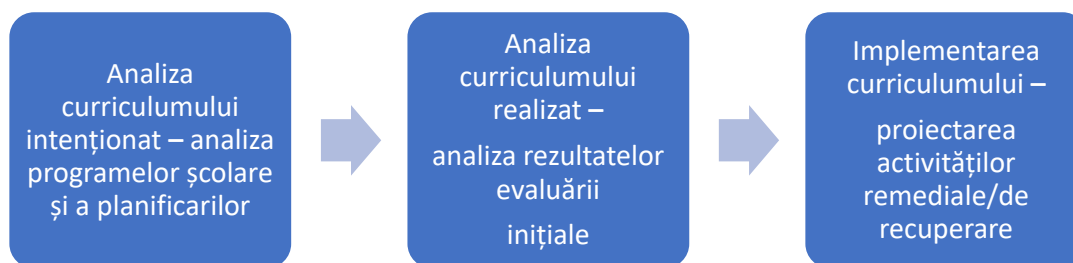 Analiza
curriculumului
intenționat – analiza
programelor școlare
și a planificarilor
Analiza
curriculumului
realizat –
analiza rezultatelor
evaluării
inițiale
Implementarea
curriculumului –
proiectarea
activităților
remediale/de
recuperare